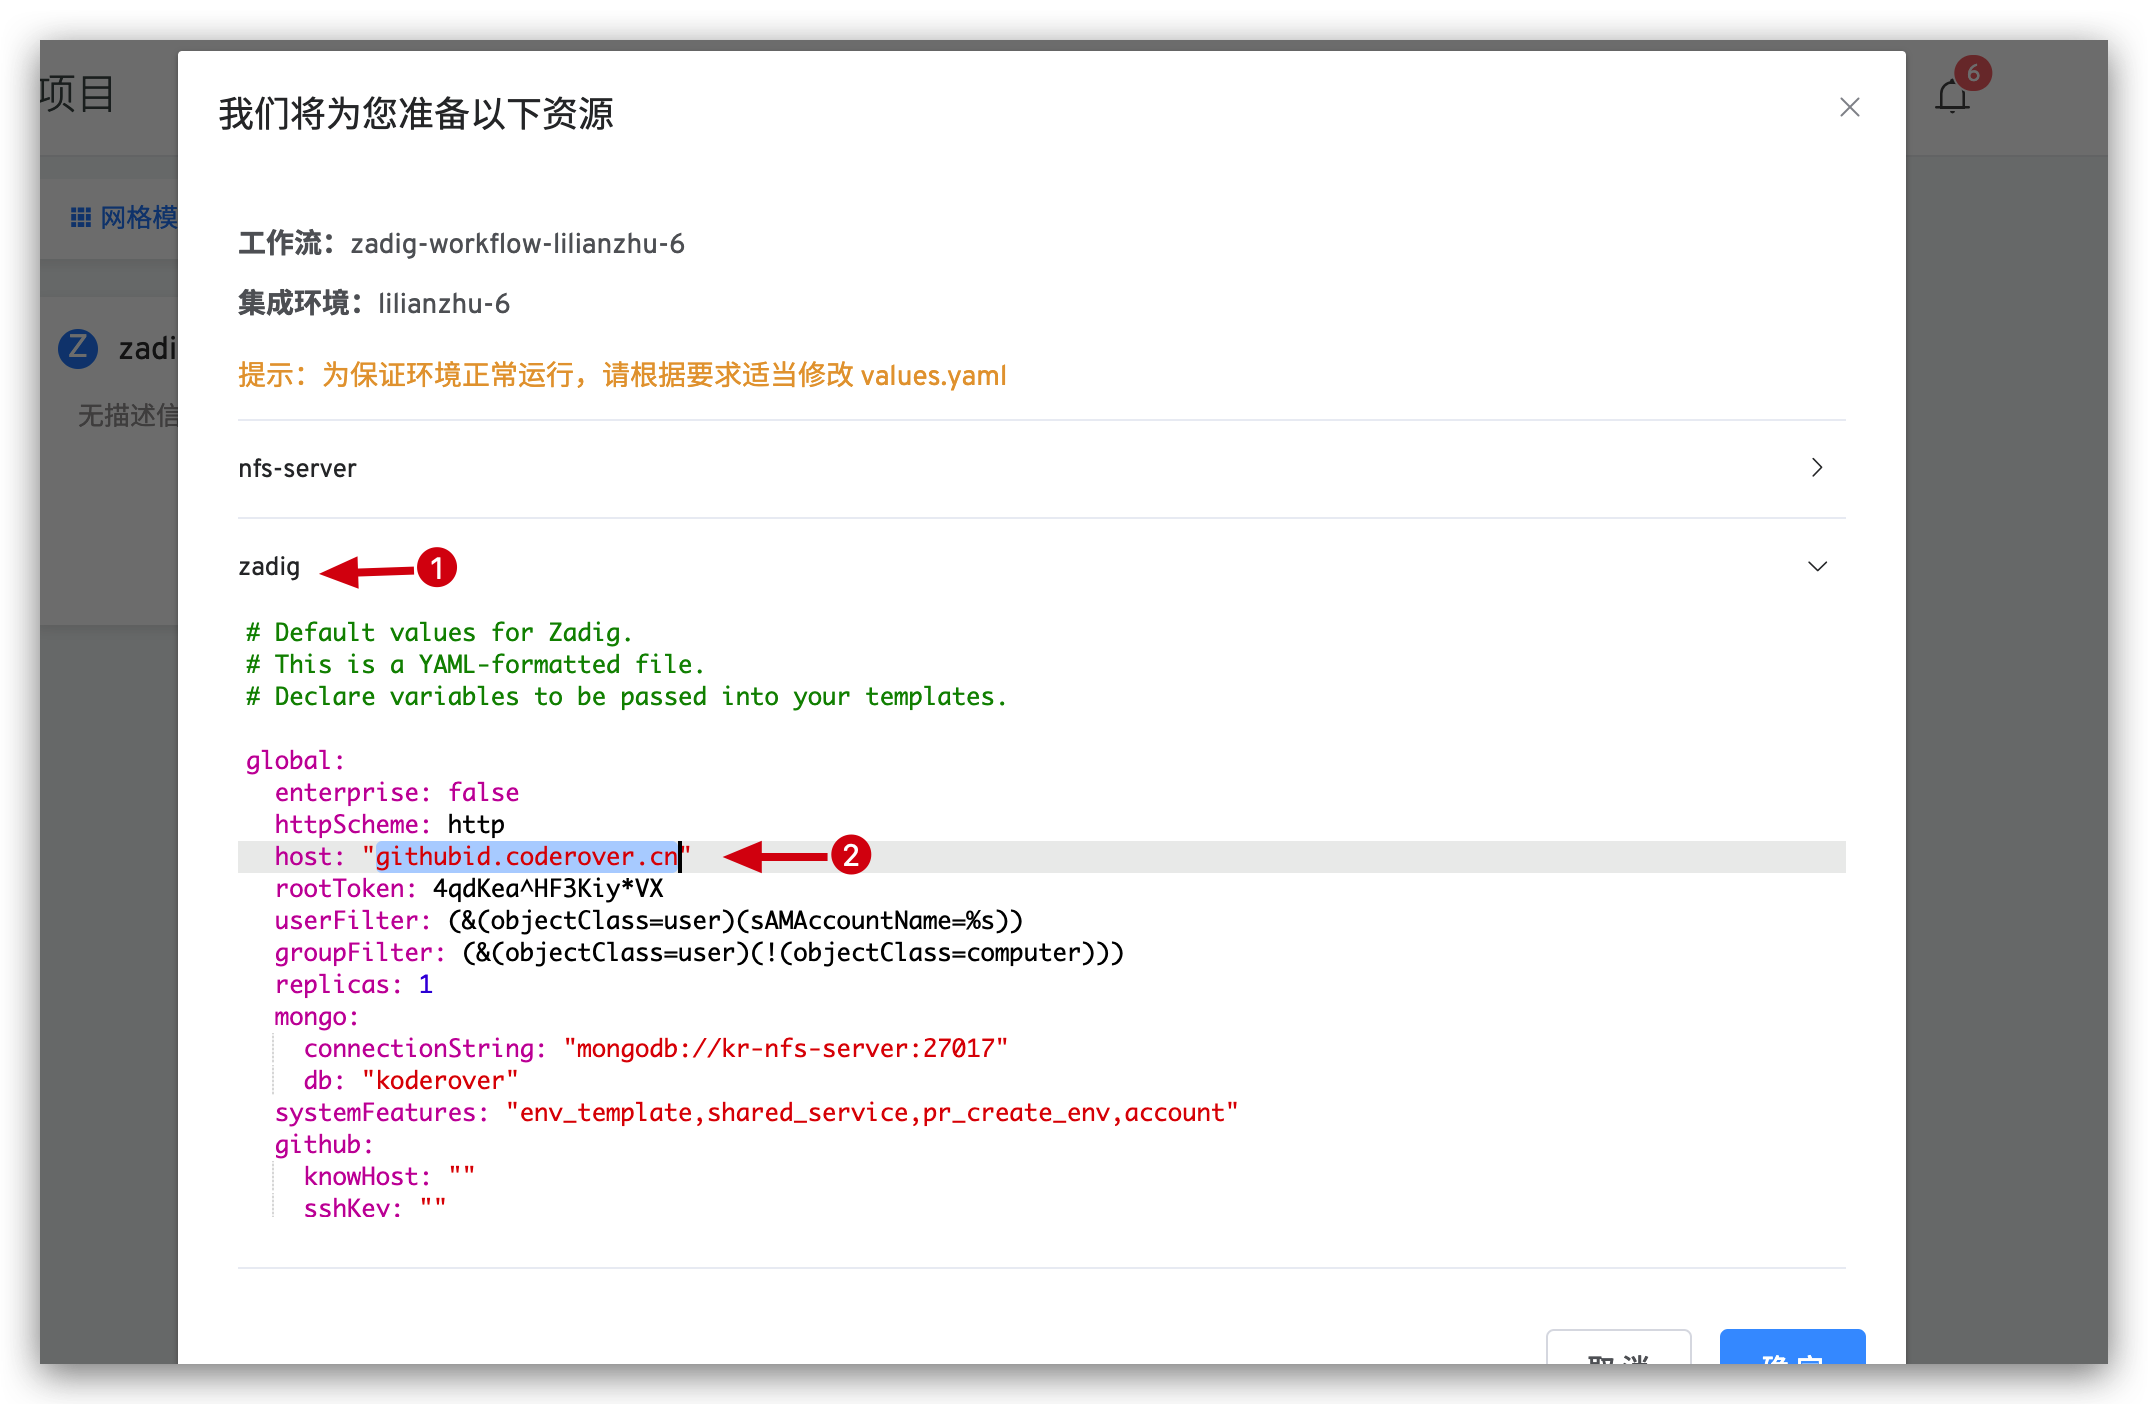 项目
6
我们将为您准备以下资源
网格模
工作流：zadig-workflow-lilianzhu-6
集成环境：lilianzhu-6
Z zadi
提示：为保证环境正常运行，请根据要求适当修改 values.yaml
无描述信
nfs-server
zadig 1
# Default values for Zadig.
# This is a YAML-formatted file.
# Declare variables to be passed into your templates.
global:
enterprise: false
httpScheme: http
host: "githubid.coderover.cn" 2
rootToken: 4qdKea^HF3Kiy*VX
userFilter: (&(objectClass=user)(sAMAccountName=%s))
groupFilter: (&(objectClass=user)(!(objectClass=computer)))
replicas: 1
mongo:
connectionString: "mongodb://kr-nfs-server:27017"
db: "koderover"
systemFeatures: "env_template,shared_service,pr_create_env,account"
github:
knowHost: ""
sshKey: ""
取消 确定